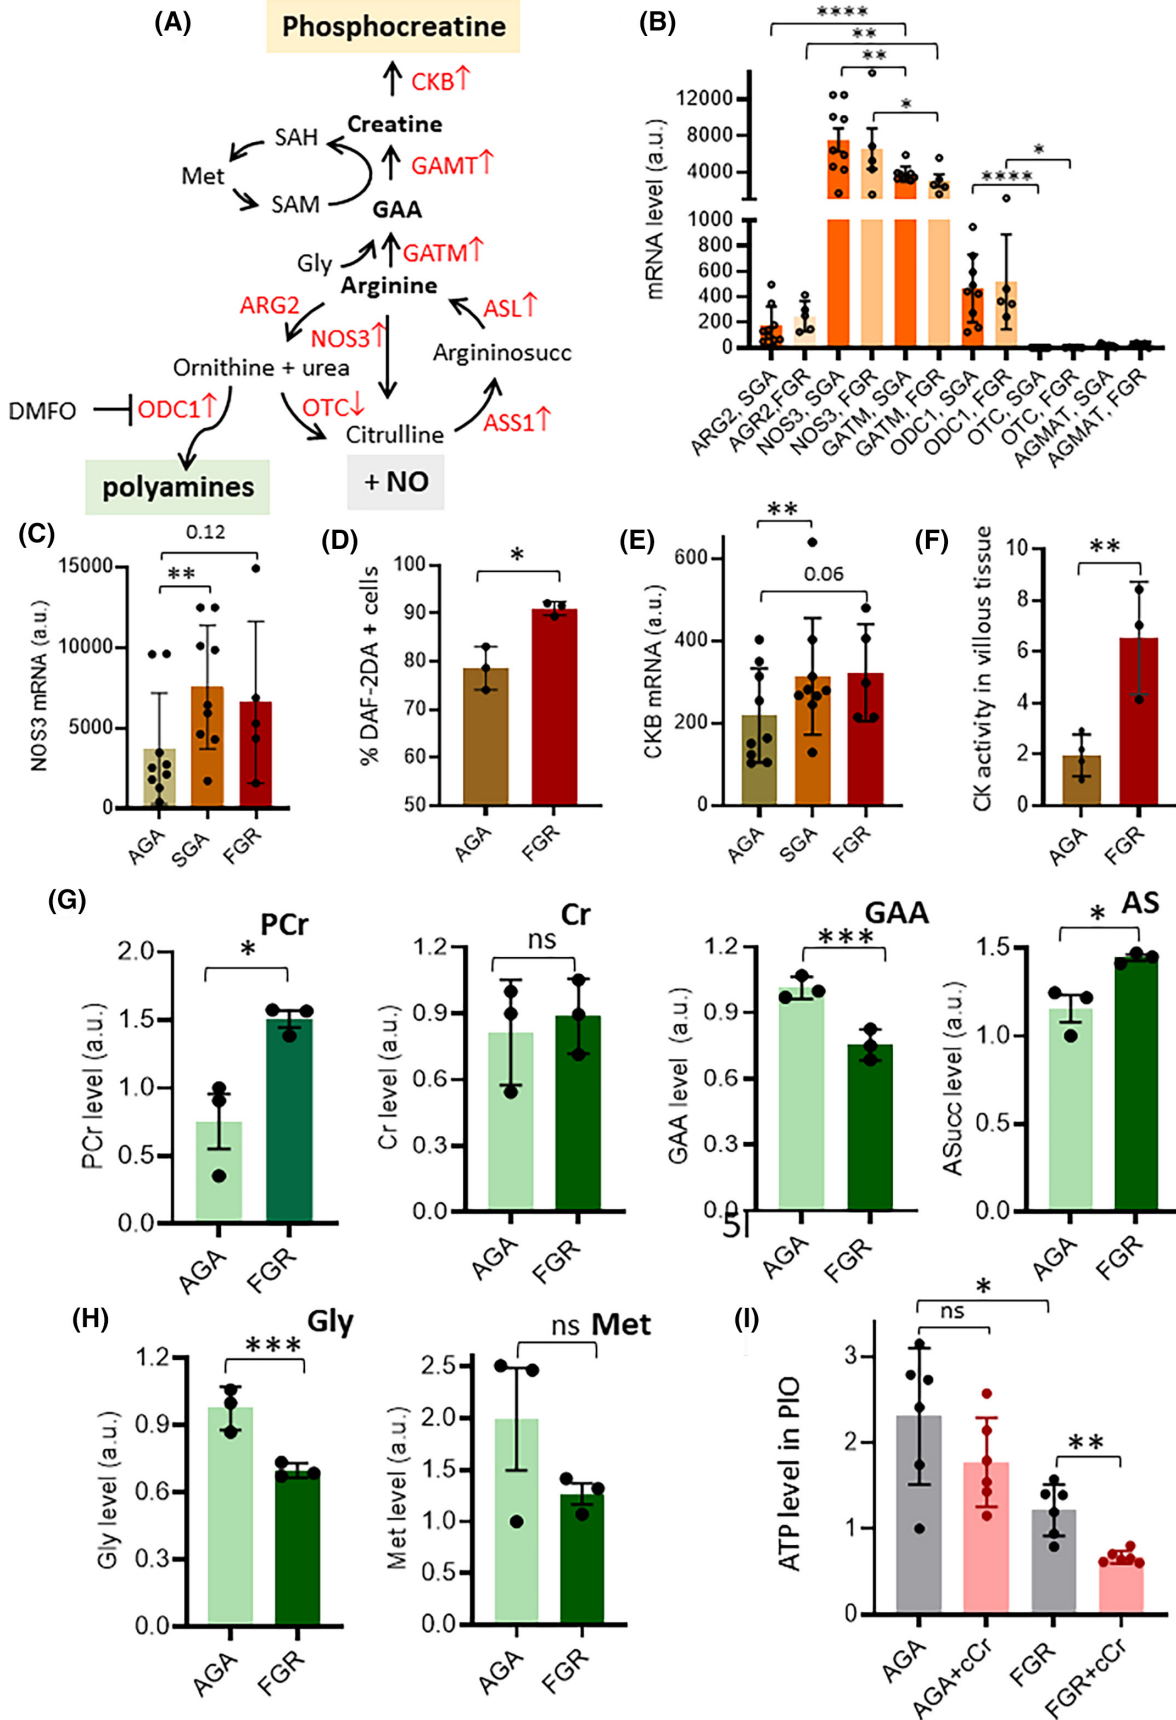 (A)
Phosphocreatine
CKB↑
Creatine
SAH
Met
GAMT↑
SAM
GAA
Gly
GATM↑
Arginine
ARG2
NOS3↑
ASL↑
Ornithine + urea
Argininosucc
DMFO
ODC1↑
OTC↓
Citrulline
ASS1↑
polyamines
+ NO
(B)
****
**
**
*
*
****
mRNA level (a.u.)
12000
8000
4000
1000
800
600
400
200
0
ARG2, SGA
AGR2,FGR
NOS3, SGA
NOS3, FGR
GATM, SGA
GATM, FGR
ODC1, SGA
ODC1, FGR
OTC, SGA
OTC, FGR
AGMAT, SGA
AGMAT, FGR
(C)
0.12
**
NOS3 mRNA (a.u.)
15000
10000
5000
0
AGA
SGA
FGR
(D)
*
% DAF-2DA + cells
100
90
80
70
60
50
AGA
FGR
(E)
**
0.06
CKB mRNA (a.u.)
600
400
200
0
AGA
SGA
FGR
(F)
**
CK activity in villous tissue
10
8
6
4
2
0
AGA
FGR
(G)
PCr
*
PCr level (a.u.)
2.0
1.5
1.0
0.5
0.0
AGA
FGR
Cr
ns
Cr level (a.u.)
1.2
0.9
0.6
0.3
0.0
AGA
FGR
GAA
***
GAA level (a.u.)
1.2
0.9
0.6
0.3
0.0
AGA
FGR
AS
*
ASucc level (a.u.)
1.5
1.0
0.5
0.0
AGA
FGR
(H)
Gly
***
Gly level (a.u.)
1.2
0.9
0.6
0.3
0.0
AGA
FGR
Met
ns
Met level (a.u.)
2.5
2.0
1.5
1.0
0.5
0.0
AGA
FGR
(I)
*
ns
**
ATP level in PIO
3
2
1
0
AGA
AGA+cCr
FGR
FGR+cCr